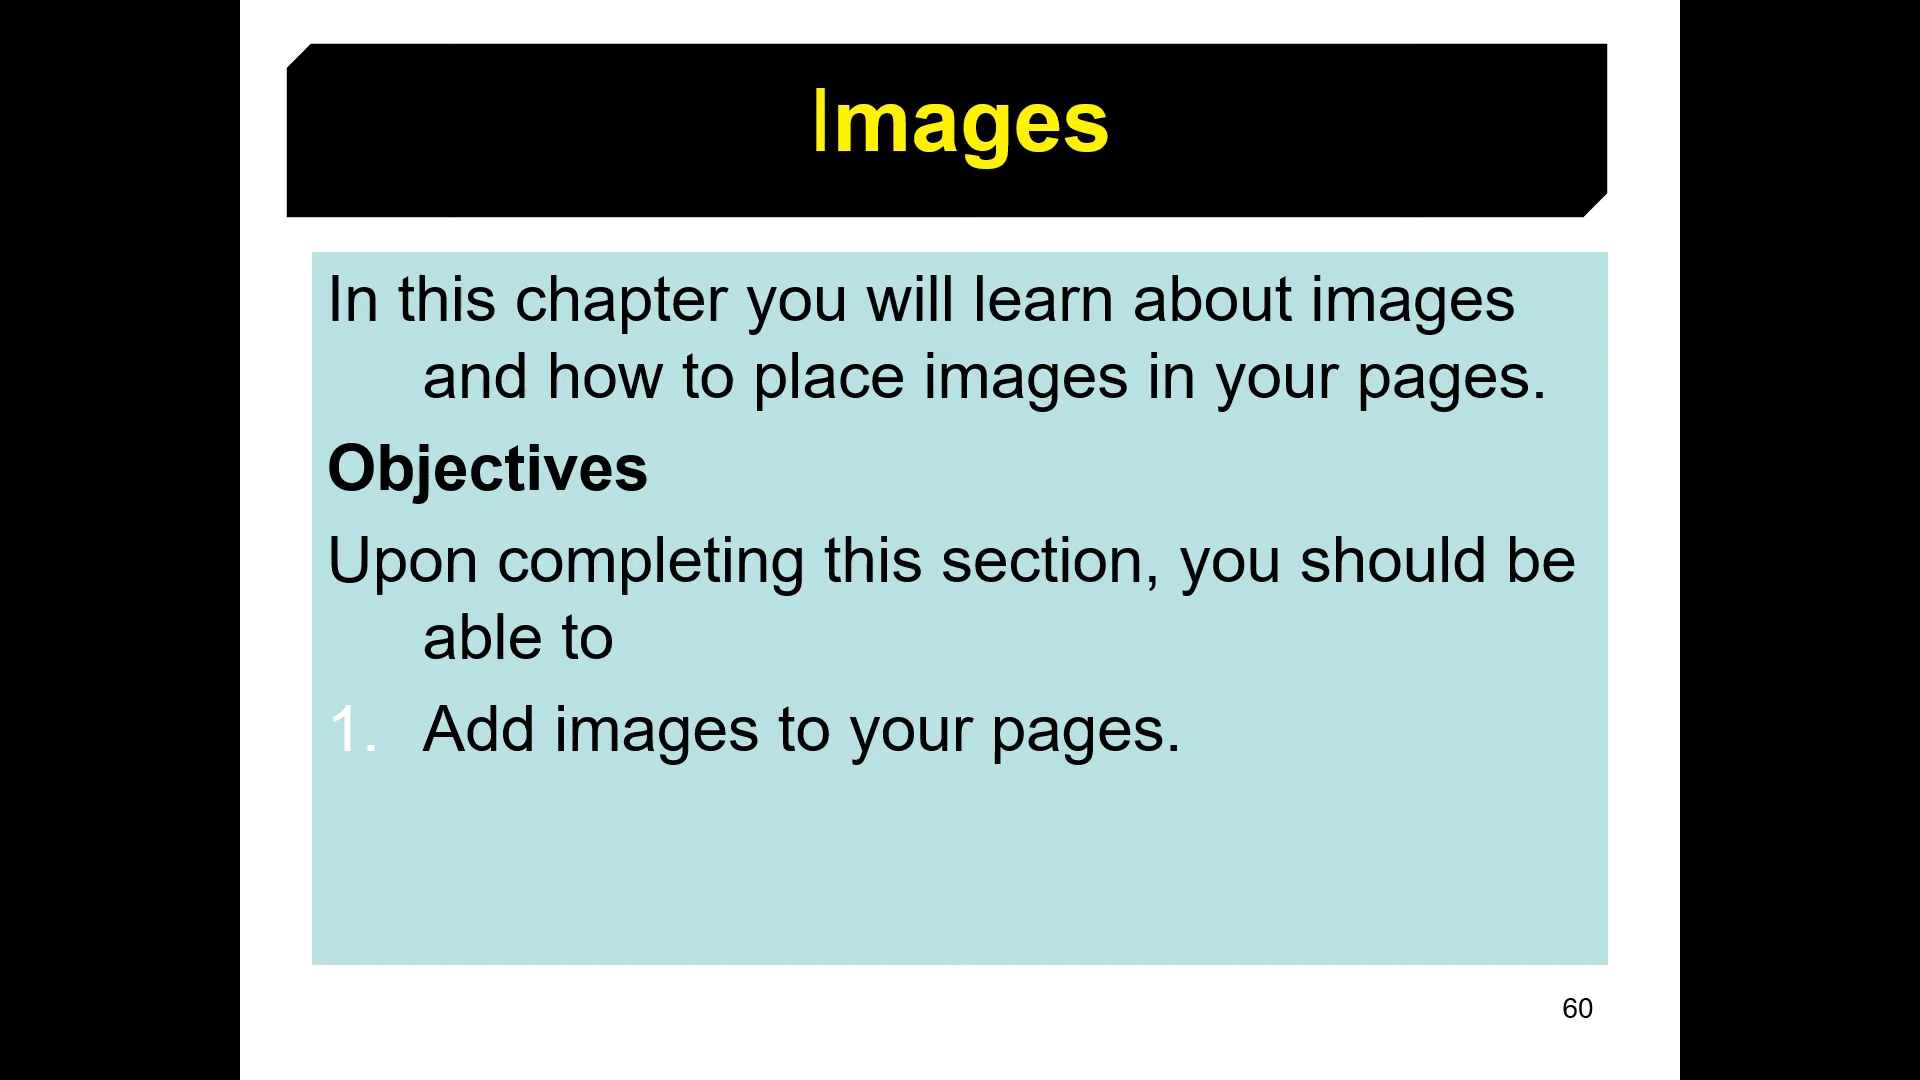 Images
In this chapter you will learn about images
and how to place images in your pages.
Objectives
Upon completing this section, you should be
able to
1. Add images to your pages.
60